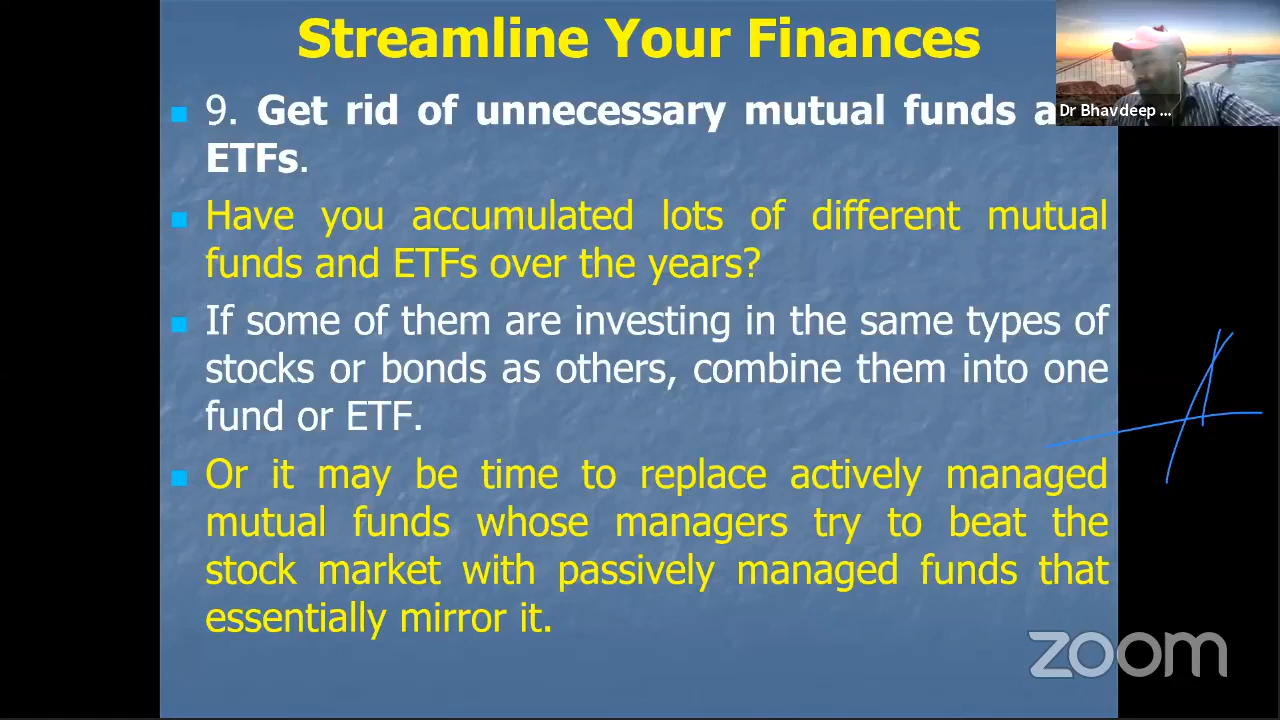 Streamline Your Finances
9. Get rid of unnecessary mutual funds a
ETFs.
Have you accumulated lots of different mutual
funds and ETFs over the years?
If some of them are investing in the same types of
stocks or bonds as others, combine them into one
fund or ETF.
Or it may be time to replace actively managed
mutual funds whose managers try to beat the
stock market with passively managed funds that
essentially mirror it.
Dr Bhavdeep ...
zoom